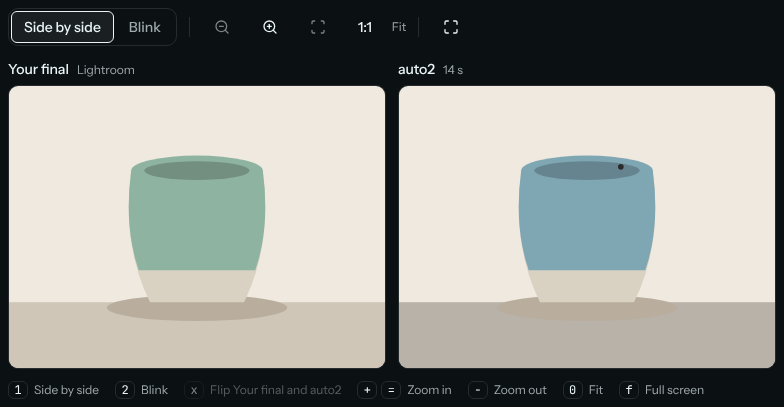 Side by side Blink 1:1 Fit
Your final Lightroom
auto2 14 s
1 Side by side 2 Blink x Flip Your final and auto2 + = Zoom in - Zoom out 0 Fit f Full screen